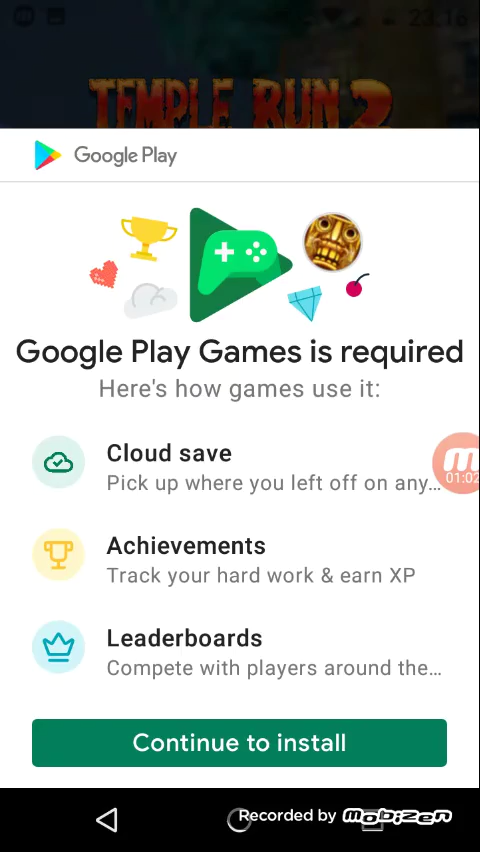 23.16
TEMPLE RUN 2
Google Play
Google Play Games is required
Here's how games use it:
Cloud save
Pick up where you left off on any...
01:02
Achievements
Track your hard work & earn XP
Leaderboards
Compete with players around the...
Continue to install
Recorded by Mobizen